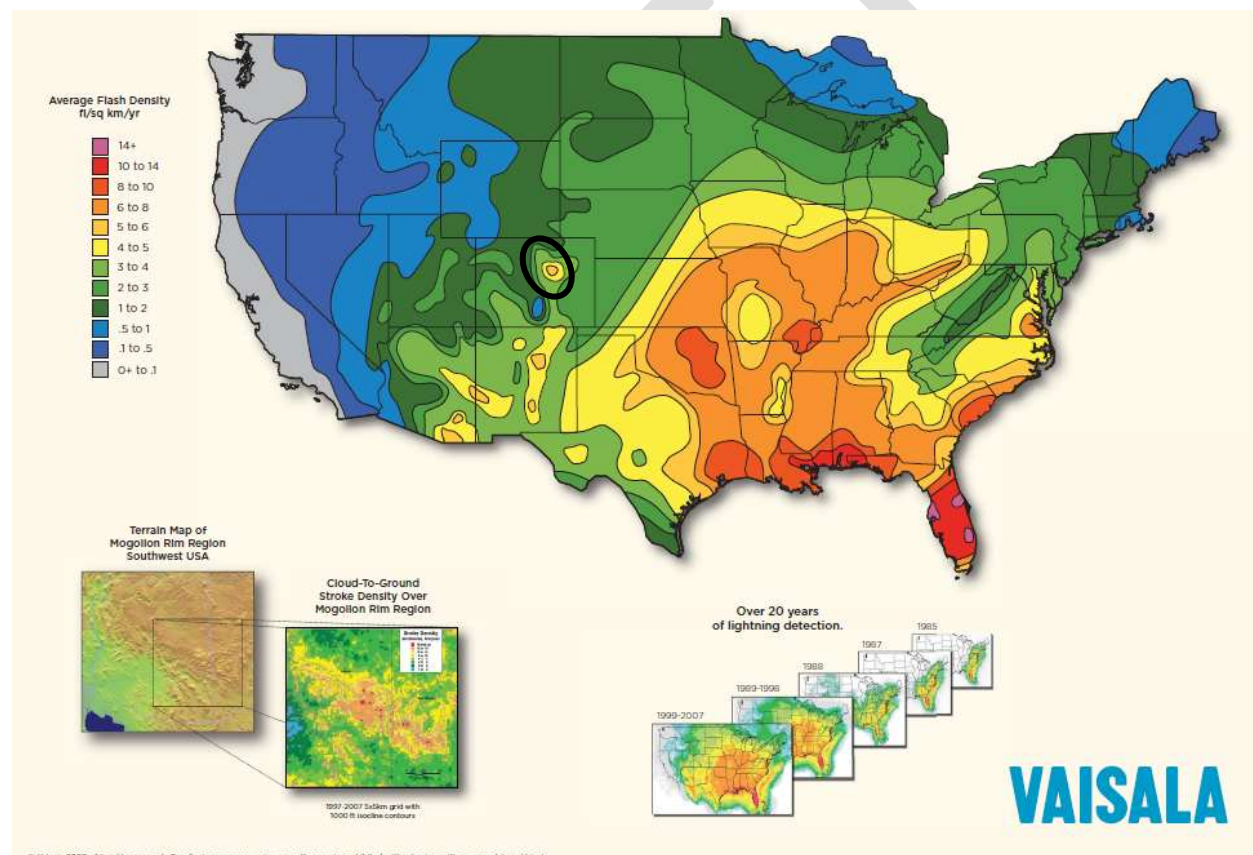 Average Flash Density
fl/sq km/yr
14+
10 to 14
8 to 10
6 to 8
5 to 6
4 to 5
3 to 4
2 to 3
1 to 2
.5 to 1
.1 to .5
0+ to .1
Terrain Map of
Mogollon Rim Region
Southwest USA
Cloud-To-Ground
Stroke Density Over
Mogollon Rim Region
Stroke Density
1997-2007 5x5km grid with
1000 ft isocline contours
Over 20 years
of lightning detection.
1985
1987
1988
1989-1996
1999-2007
VAISALA